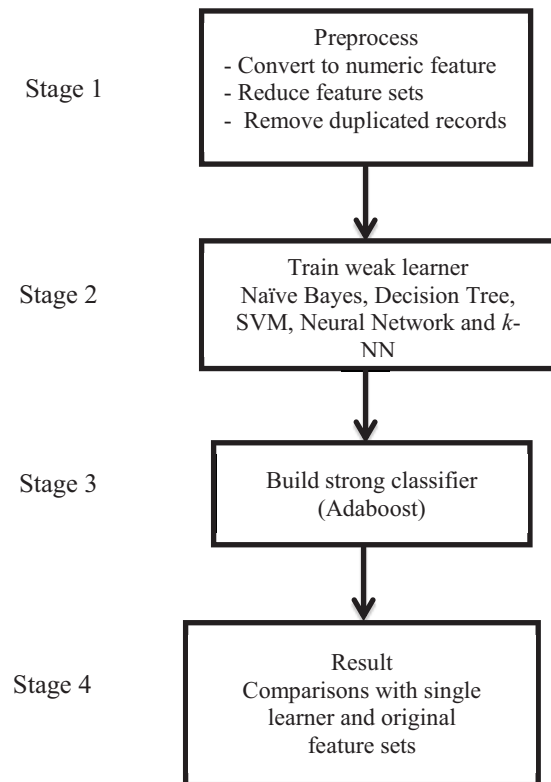 Stage 1
Preprocess
- Convert to numeric feature
- Reduce feature sets
- Remove duplicated records
Stage 2
Train weak learner
Naïve Bayes, Decision Tree,
SVM, Neural Network and k-
NN
Stage 3
Build strong classifier
(Adaboost)
Stage 4
Result
Comparisons with single
learner and original
feature sets